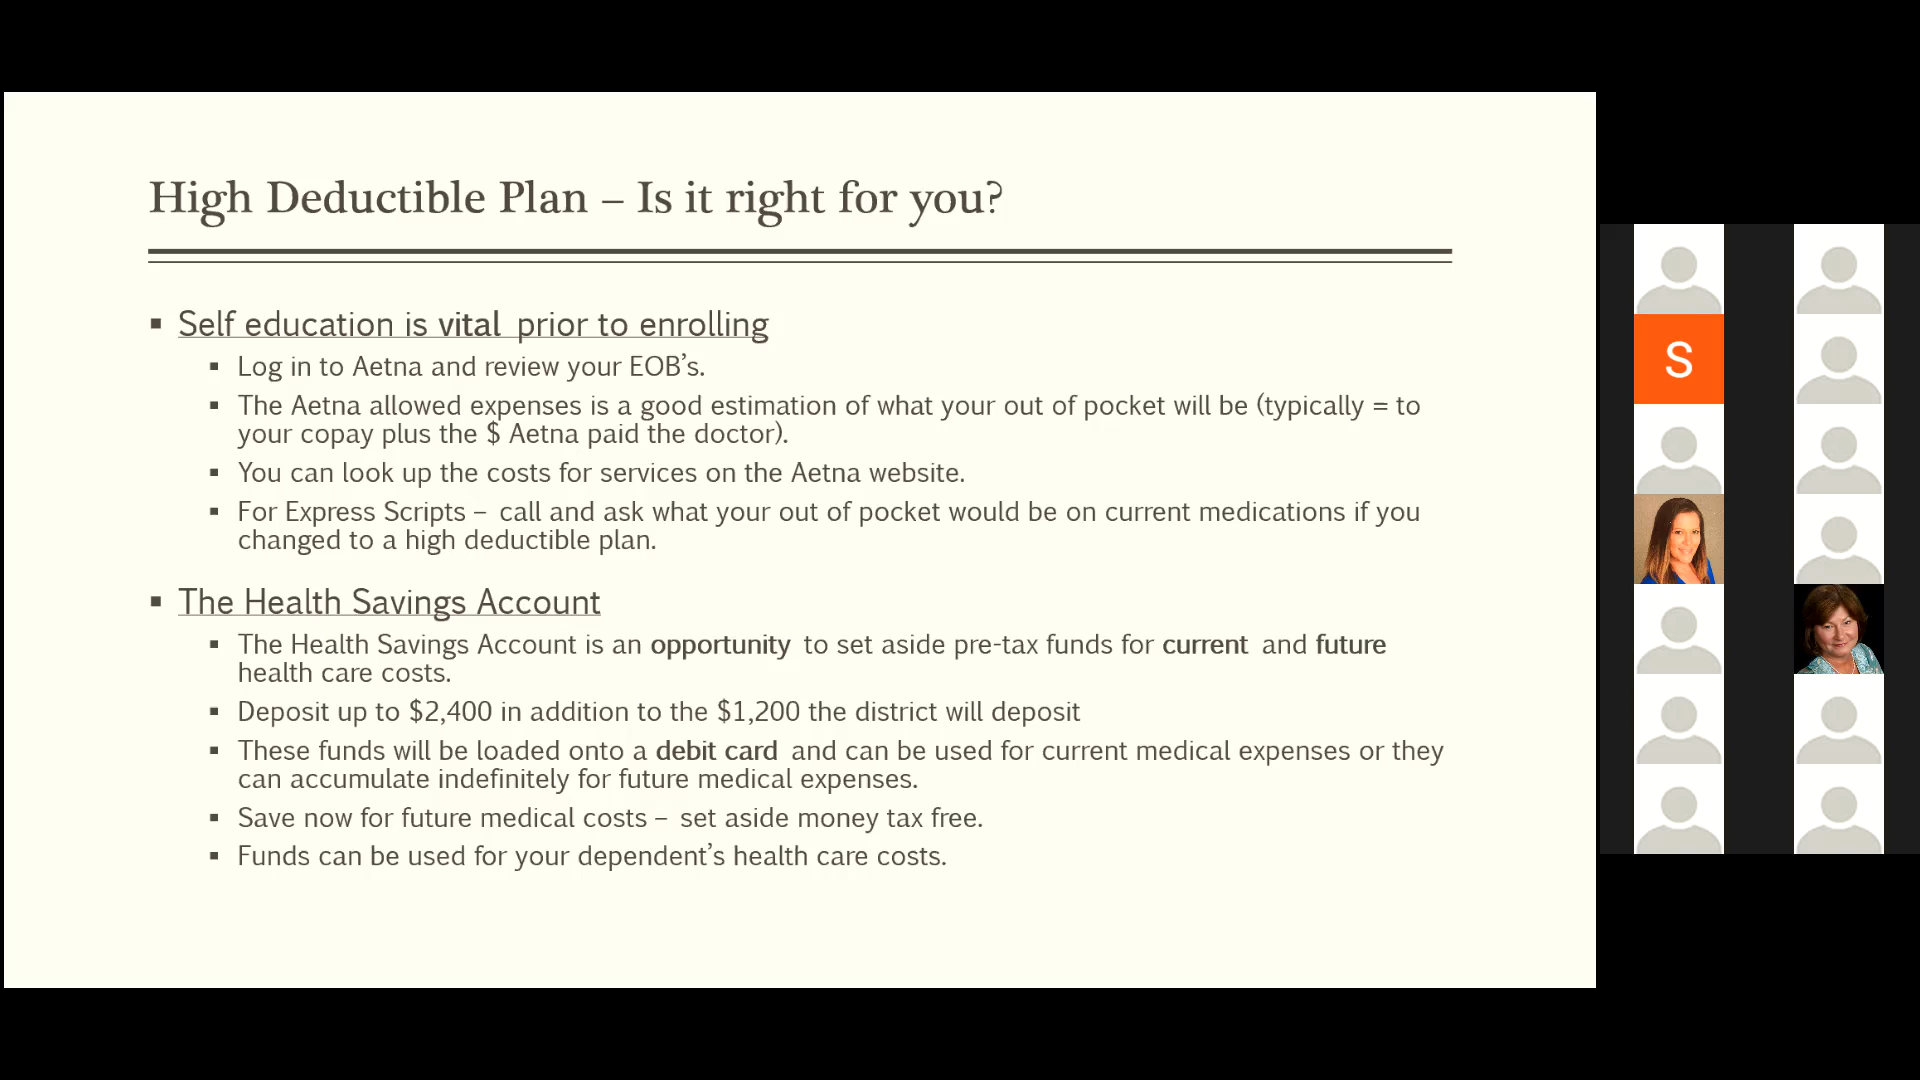 High Deductible Plan – Is it right for you?
▪ Self education is vital prior to enrolling
▪ Log in to Aetna and review your EOB’s.
▪ The Aetna allowed expenses is a good estimation of what your out of pocket will be (typically = to
your copay plus the $ Aetna paid the doctor).
▪ You can look up the costs for services on the Aetna website.
▪ For Express Scripts – call and ask what your out of pocket would be on current medications if you
changed to a high deductible plan.
▪ The Health Savings Account
▪ The Health Savings Account is an opportunity to set aside pre-tax funds for current and future
health care costs.
▪ Deposit up to $2,400 in addition to the $1,200 the district will deposit
▪ These funds will be loaded onto a debit card and can be used for current medical expenses or they
can accumulate indefinitely for future medical expenses.
▪ Save now for future medical costs – set aside money tax free.
▪ Funds can be used for your dependent’s health care costs.
S